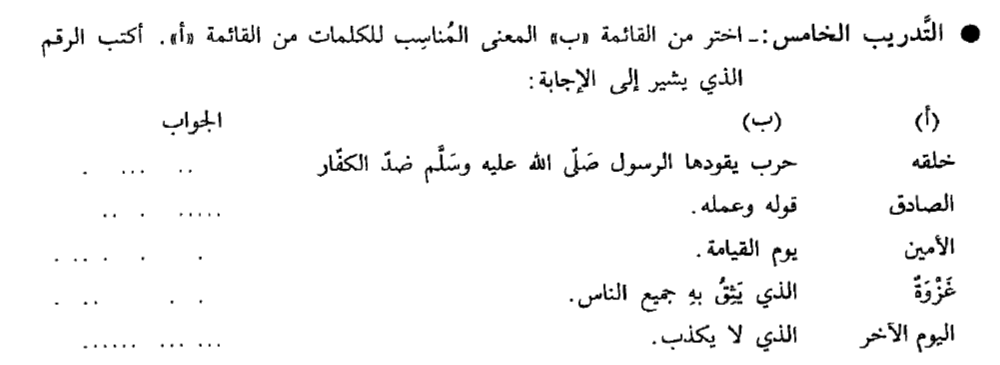 ● التَّدريب الخامس :ـ اختر من القائمة «ب» المعنى المُناسِب للكلمات من القائمة «أ». أكتب الرقم
الذي يشير إلى الإجابة :
(أ) (ب) الجواب
خلقه حرب يقودها الرسول صَلّى الله عليه وسَلَّم ضدّ الكفّار .. ... .
الصادق قوله وعمله . ..... . ..
الأمين يوم القيامة . . . . .. .
غَزْوَةٌ الذي يَثِقُ بهِ جميع الناس . . . .. .
اليوم الآخر الذي لا يكذب . ... ... ......